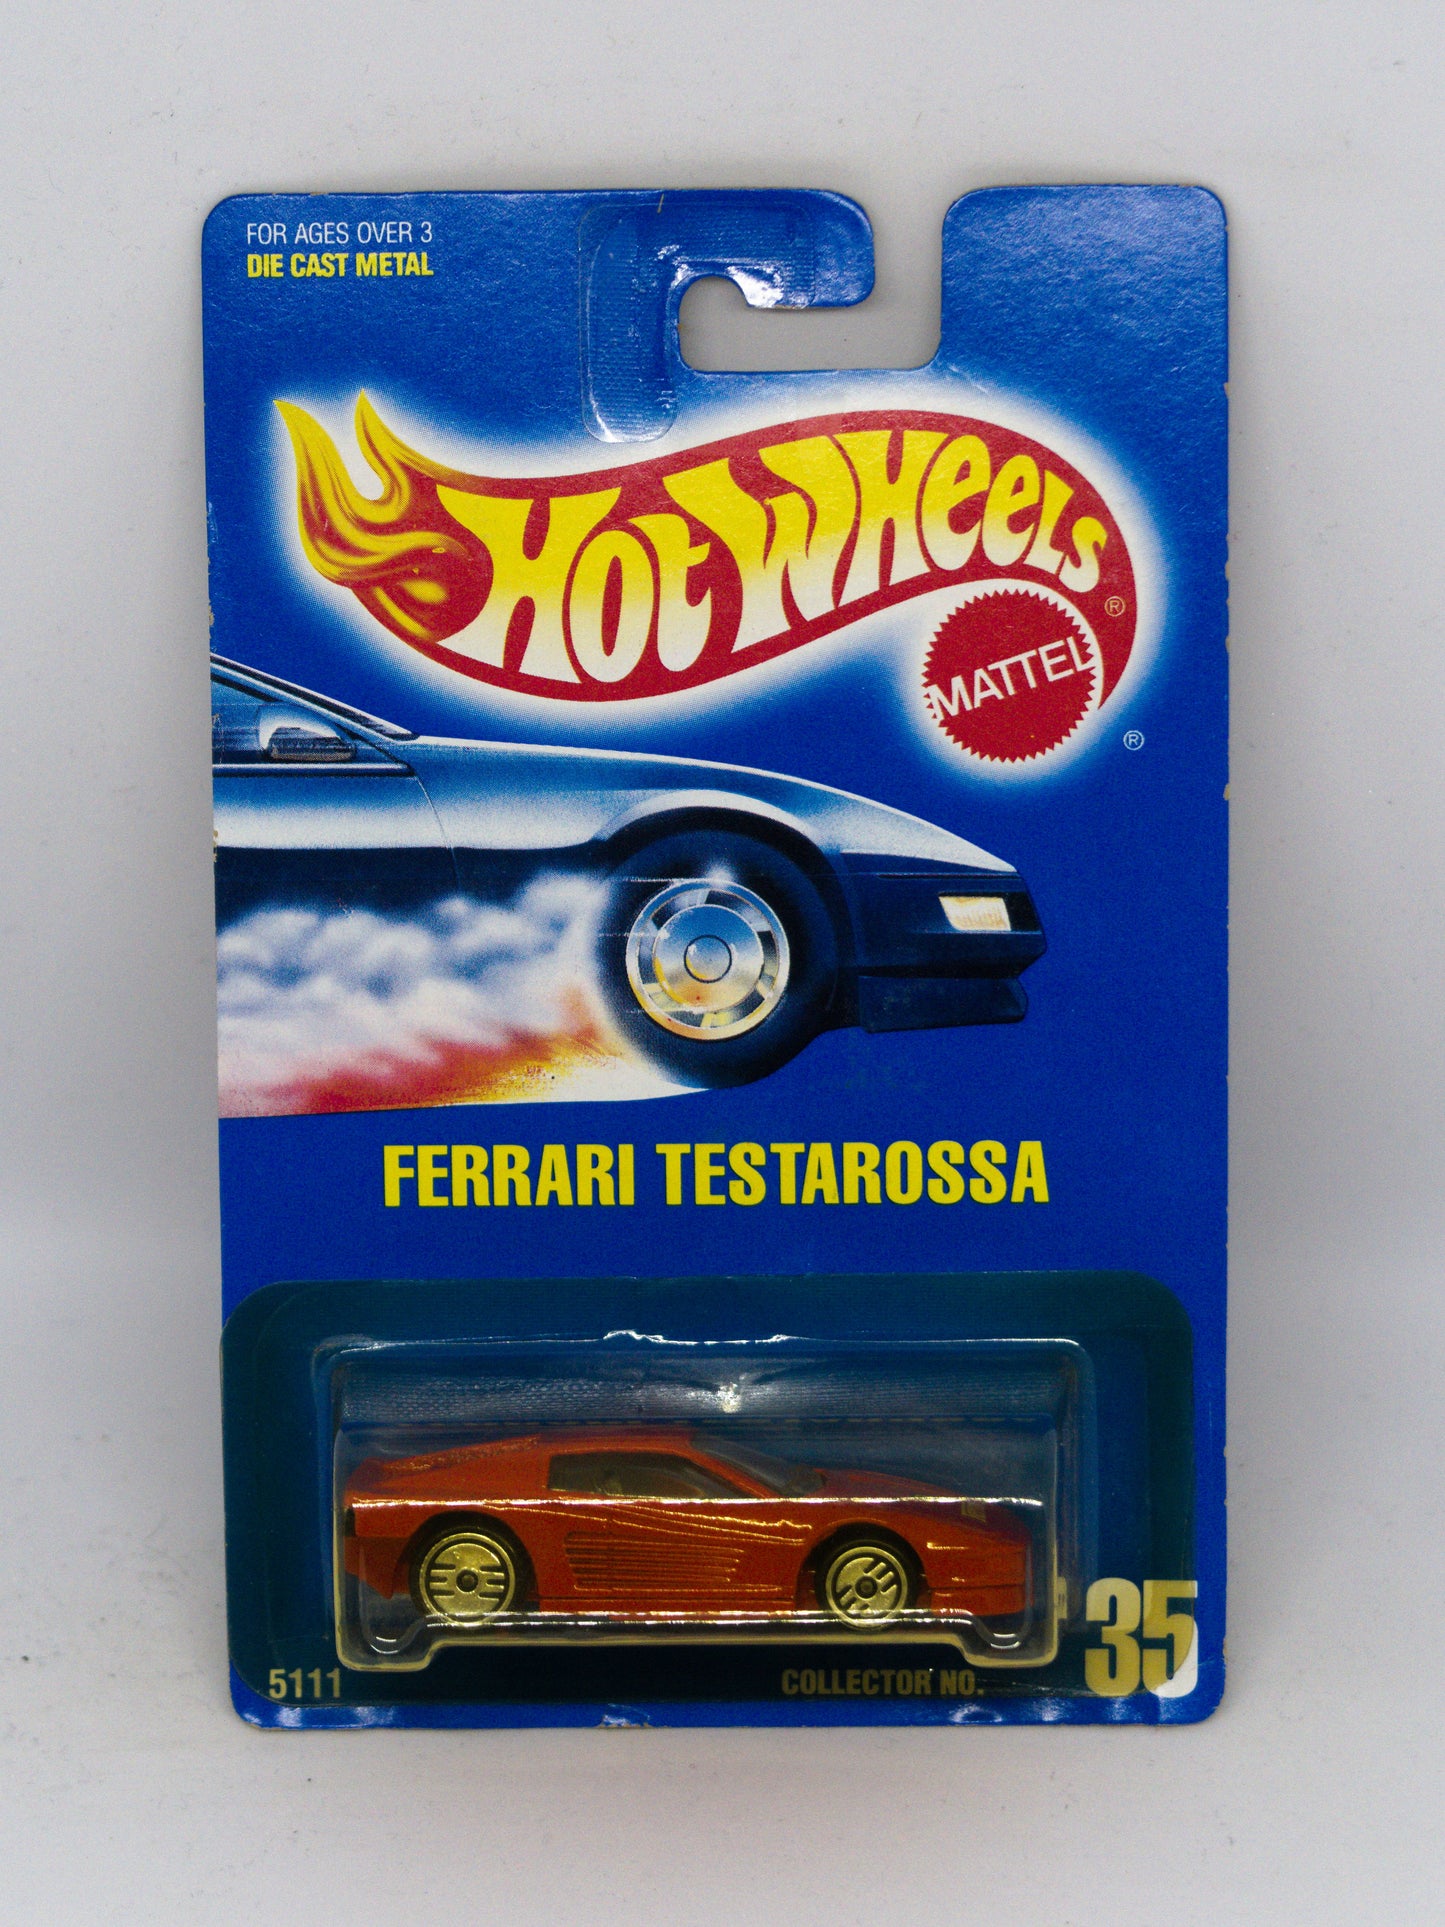 FOR AGES OVER 3
DIE CAST METAL
HOT WHEELS ®
MATTEL
®
FERRARI TESTAROSSA
5111
COLLECTOR NO. #35